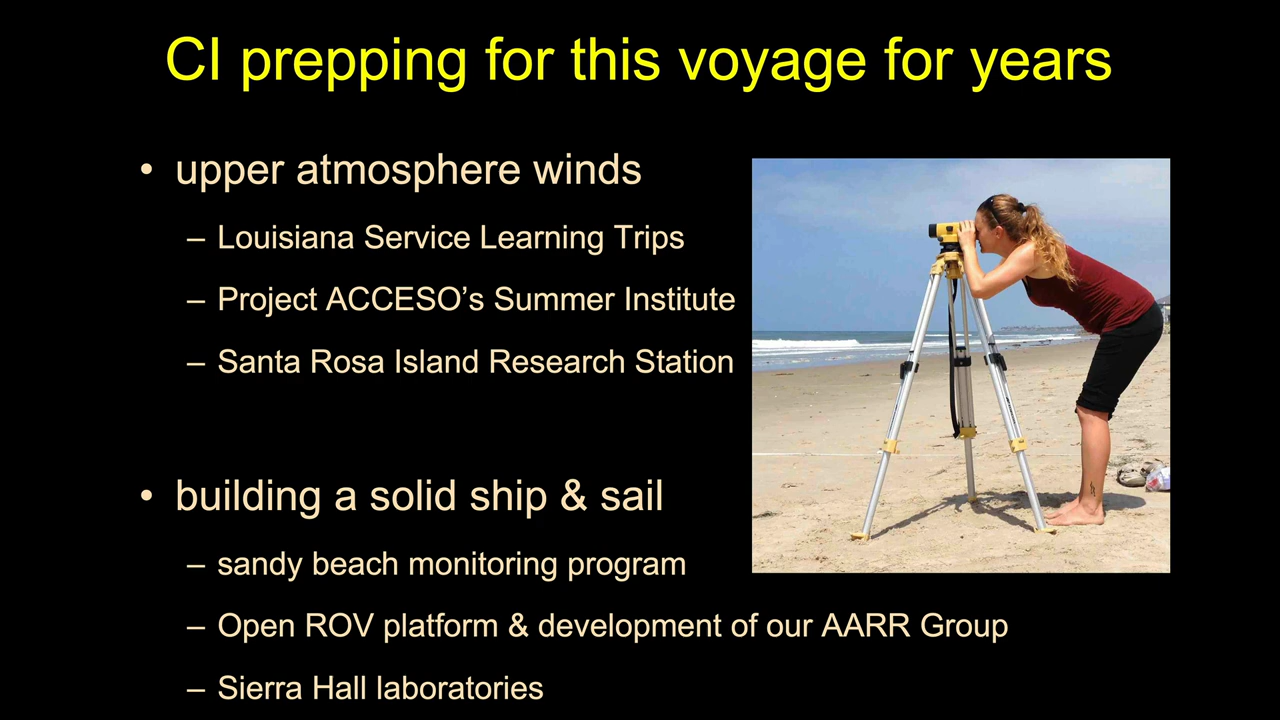 CI prepping for this voyage for years
• upper atmosphere winds
– Louisiana Service Learning Trips
– Project ACCESO’s Summer Institute
– Santa Rosa Island Research Station
• building a solid ship & sail
– sandy beach monitoring program
– Open ROV platform & development of our AARR Group
– Sierra Hall laboratories